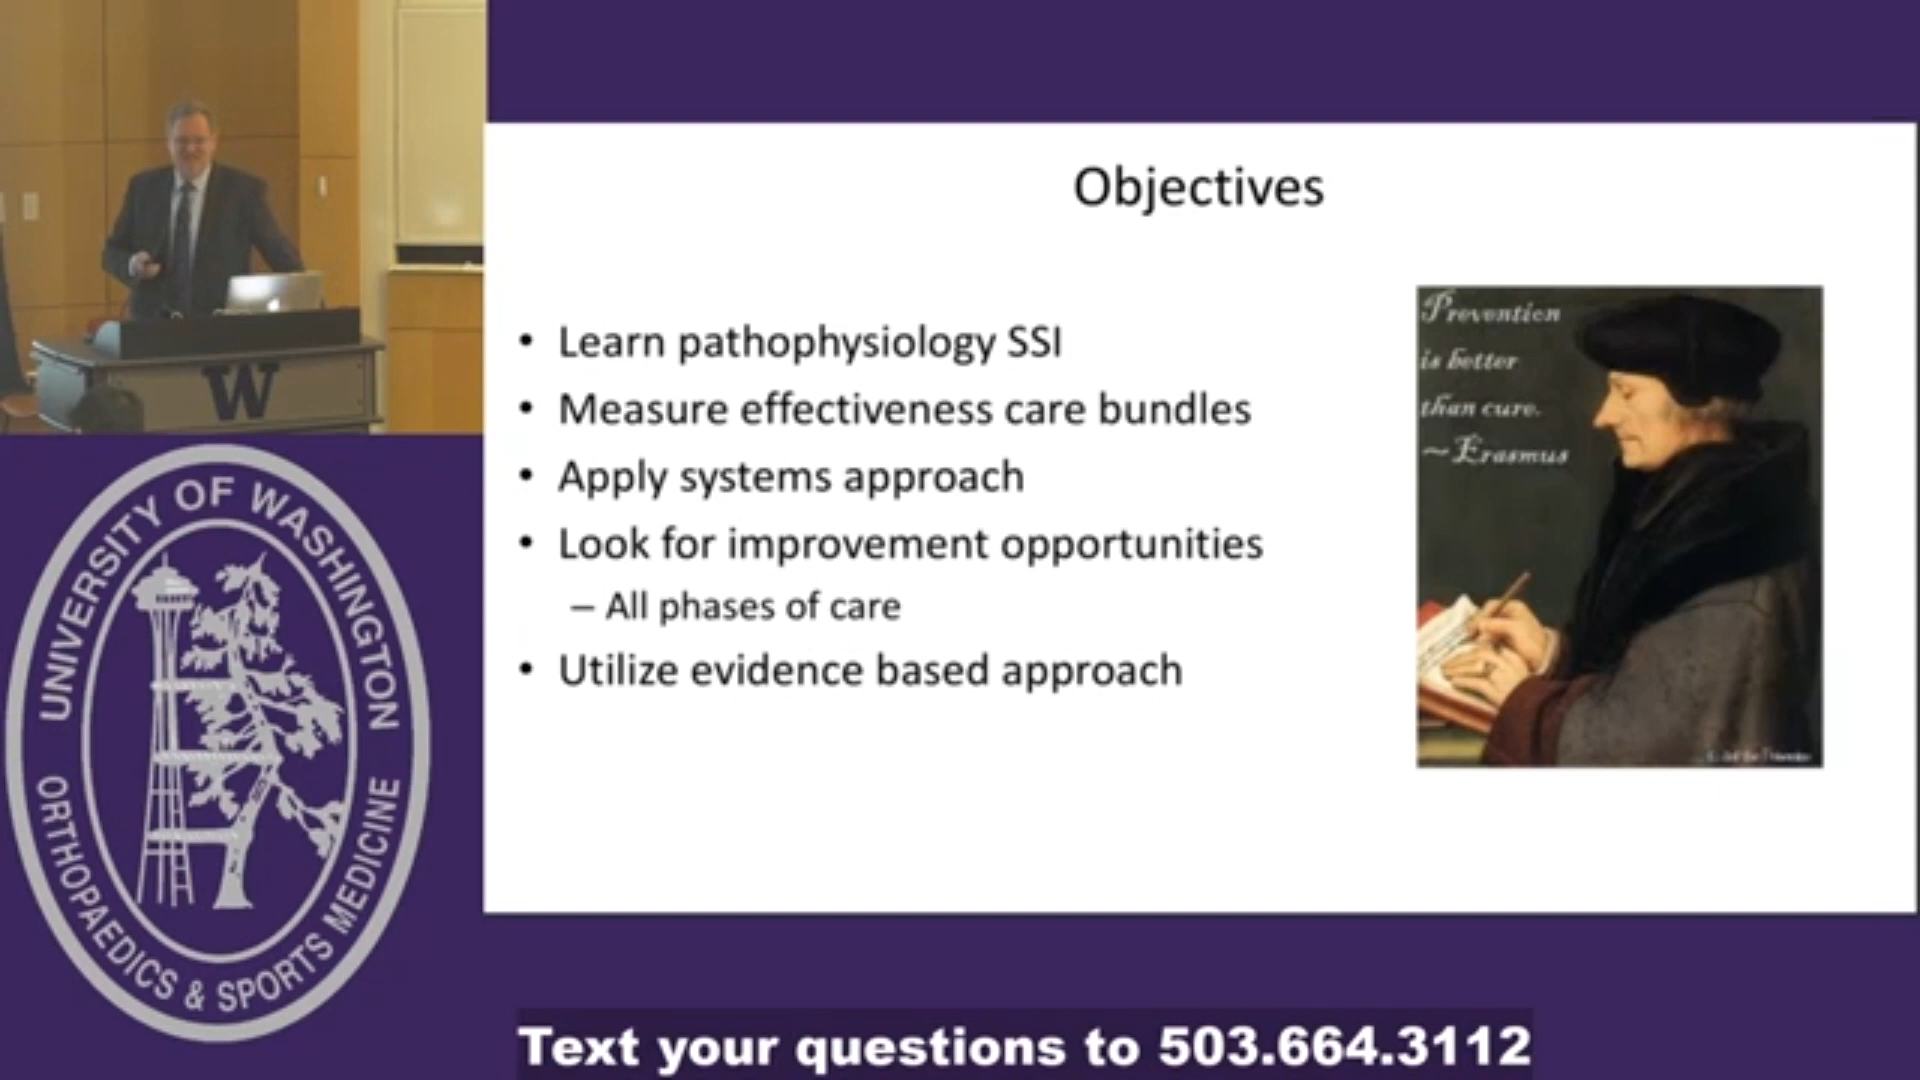 Objectives
• Learn pathophysiology SSI
• Measure effectiveness care bundles
• Apply systems approach
• Look for improvement opportunities
– All phases of care
• Utilize evidence based approach
Prevention
is better
than cure.
~Erasmus
W
UNIVERSITY OF WASHINGTON
ORTHOPAEDICS & SPORTS MEDICINE
Text your questions to 503.664.3112